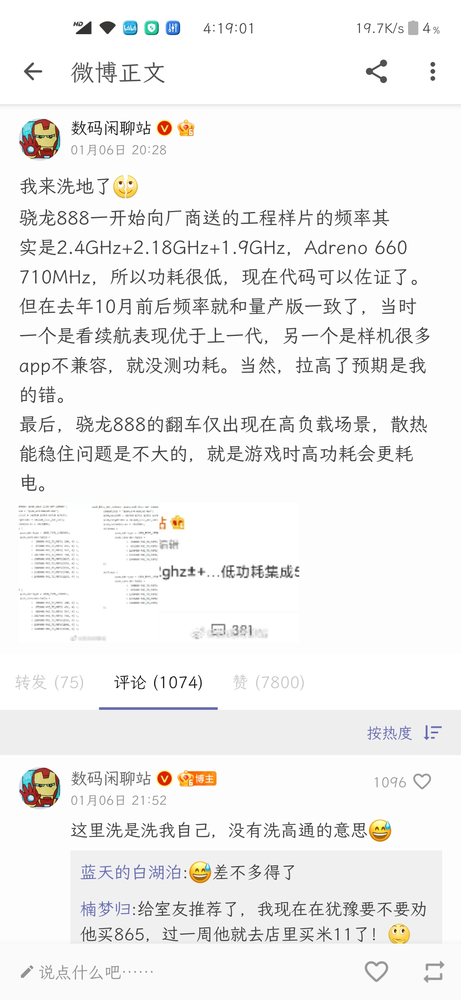 HD 4:19:01 19.7K/s 4%
微博正文
数码闲聊站
01月06日 20:28
我来洗地了
骁龙888一开始向厂商送的工程样片的频率其
实是2.4GHz+2.18GHz+1.9GHz，Adreno 660
710MHz，所以功耗很低，现在代码可以佐证了。
但在去年10月前后频率就和量产版一致了，当时
一个是看续航表现优于上一代，另一个是样机很多
app不兼容，就没测功耗。当然，拉高了预期是我
的错。
最后，骁龙888的翻车仅出现在高负载场景，散热
能稳住问题是不大的，就是游戏时高功耗会更耗
电。
站
编辑
ghz±+...低功耗集成5
381
转发 (75) 评论 (1074) 赞 (7800)
按热度
数码闲聊站 博主
01月06日 21:52
1096
这里洗是洗我自己，没有洗高通的意思
蓝天的白湖泊:差不多得了
楠梦归:给室友推荐了，我现在在犹豫要不要劝
他买865，过一周他就去店里买米11了！
说点什么吧……